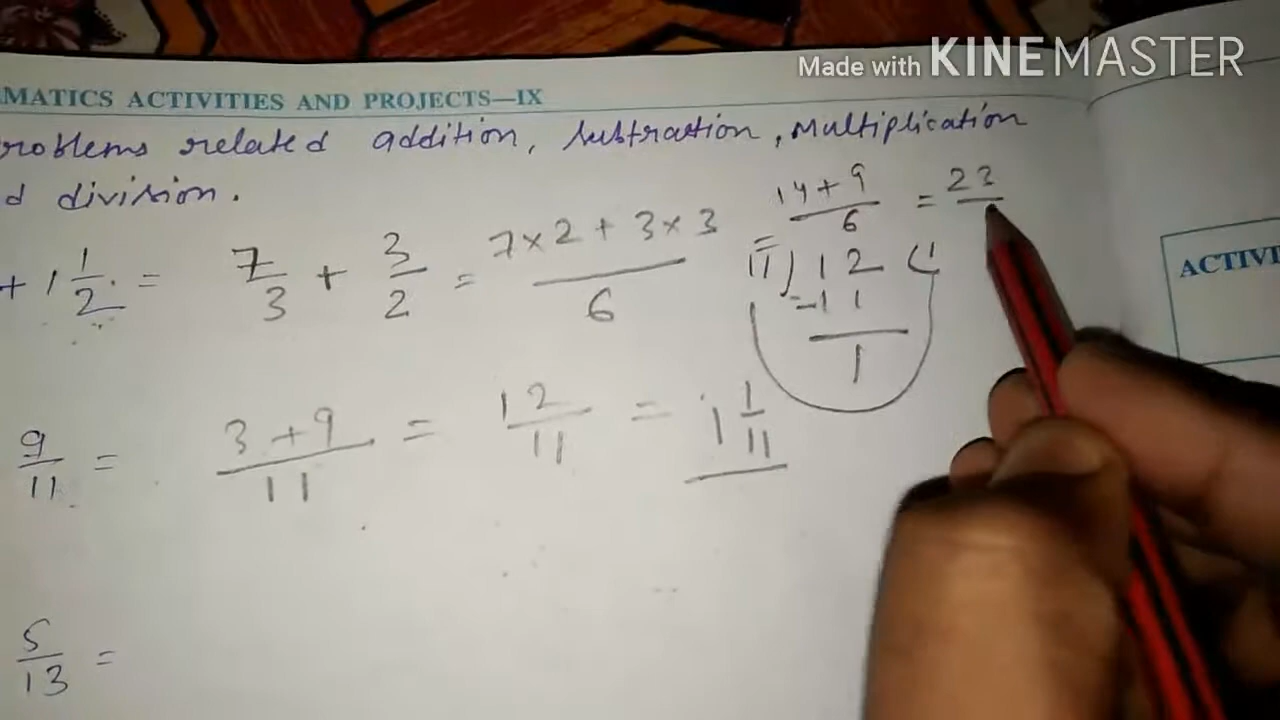 Made with KINEMASTER
MATICS ACTIVITIES AND PROJECTS—IX
roblems related addition, Subtration, Multiplication
d division.
+ 1 1/2 = 7/3 + 3/2 = 7×2 + 3×3 / 6 = 14+9 / 6 = 23
11) 12 (1
-11
1
ACTIVI
9/11 = 3+9 / 11 = 12/11 = 1 1/11
5/13 =